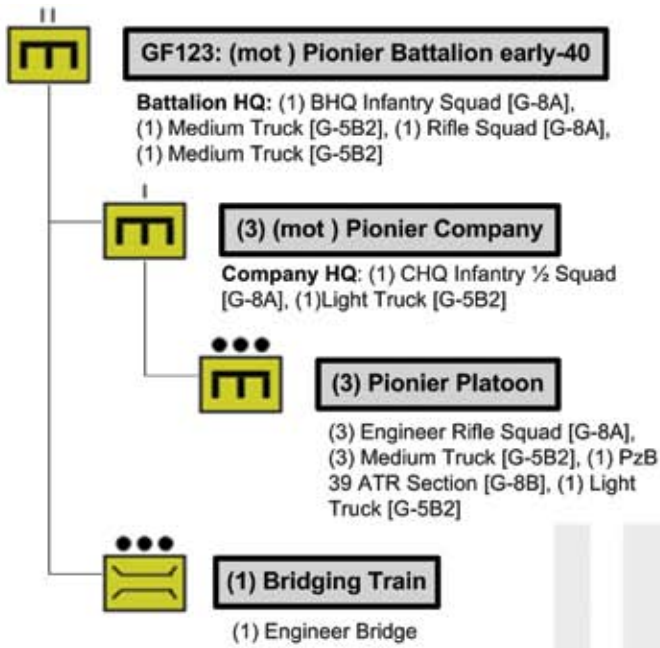 GF123: (mot ) Pionier Battalion early-40
Battalion HQ: (1) BHQ Infantry Squad [G-8A],
(1) Medium Truck [G-5B2], (1) Rifle Squad [G-8A],
(1) Medium Truck [G-5B2]
(3) (mot ) Pionier Company
Company HQ: (1) CHQ Infantry ½ Squad
[G-8A], (1)Light Truck [G-5B2]
(3) Pionier Platoon
(3) Engineer Rifle Squad [G-8A],
(3) Medium Truck [G-5B2], (1) PzB
39 ATR Section [G-8B], (1) Light
Truck [G-5B2]
(1) Bridging Train
(1) Engineer Bridge